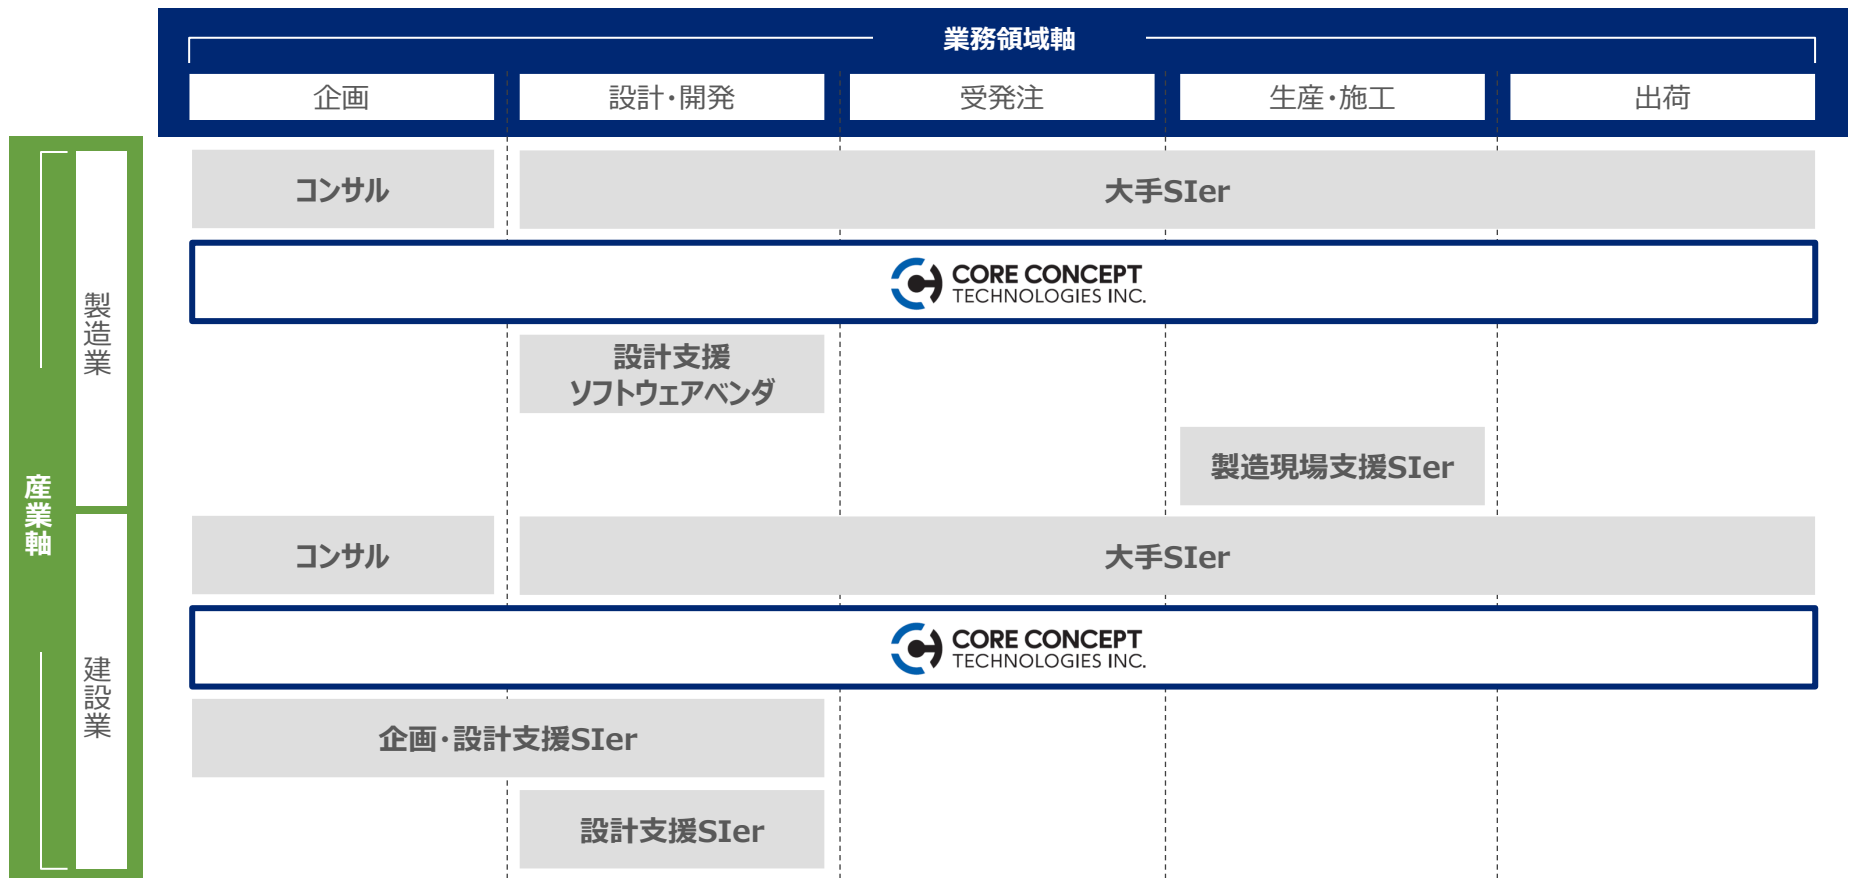 業務領域軸
企画
設計・開発
受発注
生産・施工
出荷
産業軸
製造業
コンサル
大手SIer
CORE CONCEPT
TECHNOLOGIES INC.
設計支援
ソフトウェアベンダ
製造現場支援SIer
建設業
コンサル
大手SIer
CORE CONCEPT
TECHNOLOGIES INC.
企画・設計支援SIer
設計支援SIer